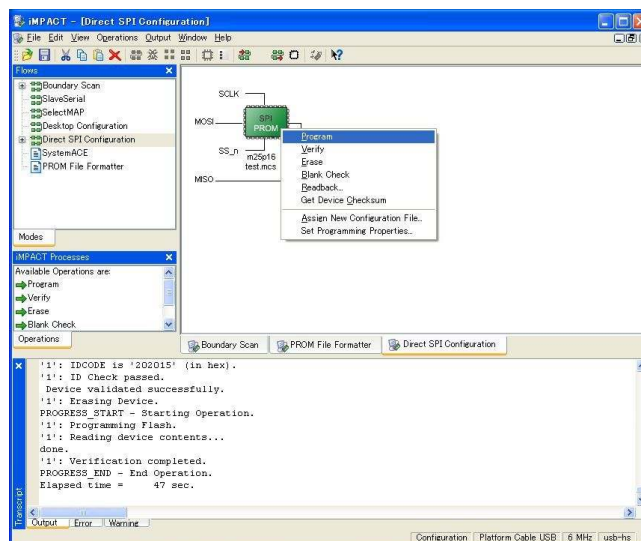 iMPACT - [Direct SPI Configuration]
File Edit View Operations Output Window Help
Flows
Boundary Scan
SlaveSerial
SelectMAP
Desktop Configuration
Direct SPI Configuration
SystemACE
PROM File Formatter
Modes
iMPACT Processes
Available Operations are:
Program
Verify
Erase
Blank Check
Operations
SCLK
MOSI
SPI
PROM
SS_n
m25p16
test.mcs
MISO
Program
Verify
Erase
Blank Check
Readback...
Get Device Checksum
Assign New Configuration File...
Set Programming Properties...
Boundary Scan
PROM File Formatter
Direct SPI Configuration
'1': IDCODE is '202015' (in hex).
'1': ID Check passed.
Device validated successfully.
'1': Erasing Device.
PROGRESS_START - Starting Operation.
'1': Programming Flash.
'1': Reading device contents...
done.
'1': Verification completed.
PROGRESS_END - End Operation.
Elapsed time = 47 sec.
Transcript
Output Error Warning
Configuration Platform Cable USB 6 MHz usb-hs